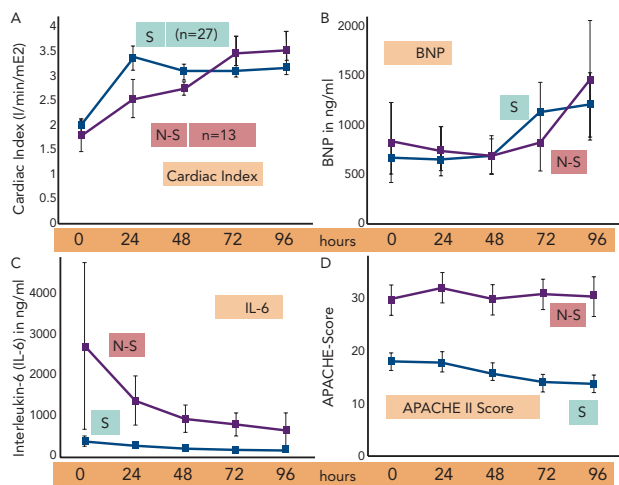 A
Cardiac Index (l/min/mE2)
4
3.5
3
2.5
2
1.5
1
0.5
0
S (n=27)
N-S n=13
Cardiac Index
B
BNP in ng/ml
2000
1500
1000
500
0
BNP
S
N-S
0 24 48 72 96 hours 0 24 48 72 96
C
Interleukin-6 (IL-6) in ng/ml
4000
3000
2000
1000
0
IL-6
N-S
S
D
APACHE-Score
30
20
10
0
N-S
APACHE II Score
S
0 24 48 72 96 hours 0 24 48 72 96